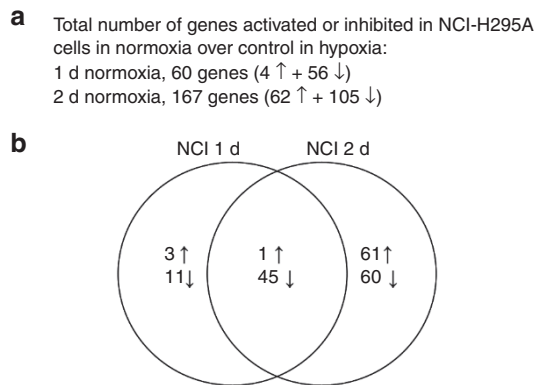 a
Total number of genes activated or inhibited in NCI-H295A
cells in normoxia over control in hypoxia:
1 d normoxia, 60 genes (4 ↑ + 56 ↓)
2 d normoxia, 167 genes (62 ↑ + 105 ↓)
b
NCI 1 d NCI 2 d
3 ↑ 1 ↑ 61↑
11↓ 45 ↓ 60 ↓